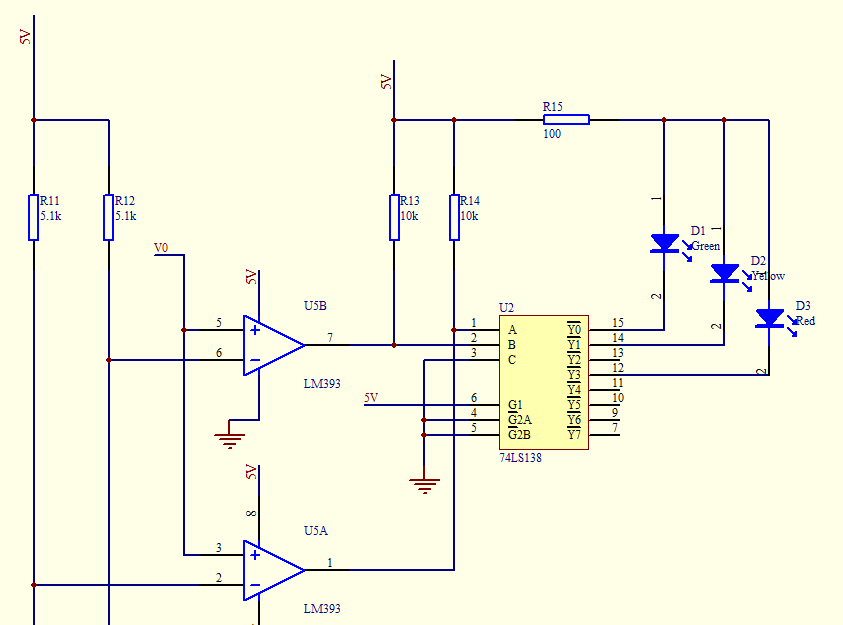 5V
5V
R15
100
R11
5.1k
R12
5.1k
R13
10k
R14
10k
1
D1
Green
2
1
D2
Yellow
2
1
D3
Red
2
V0
5V
U5B
5
6
7
LM393
U2
1 A Y0 15
2 B Y1 14
3 C Y2 13
Y3 12
Y4 11
5V 6 G1 Y5 10
4 G2A Y6 9
5 G2B Y7 7
74LS138
5V
8
U5A
3
2
1
LM393